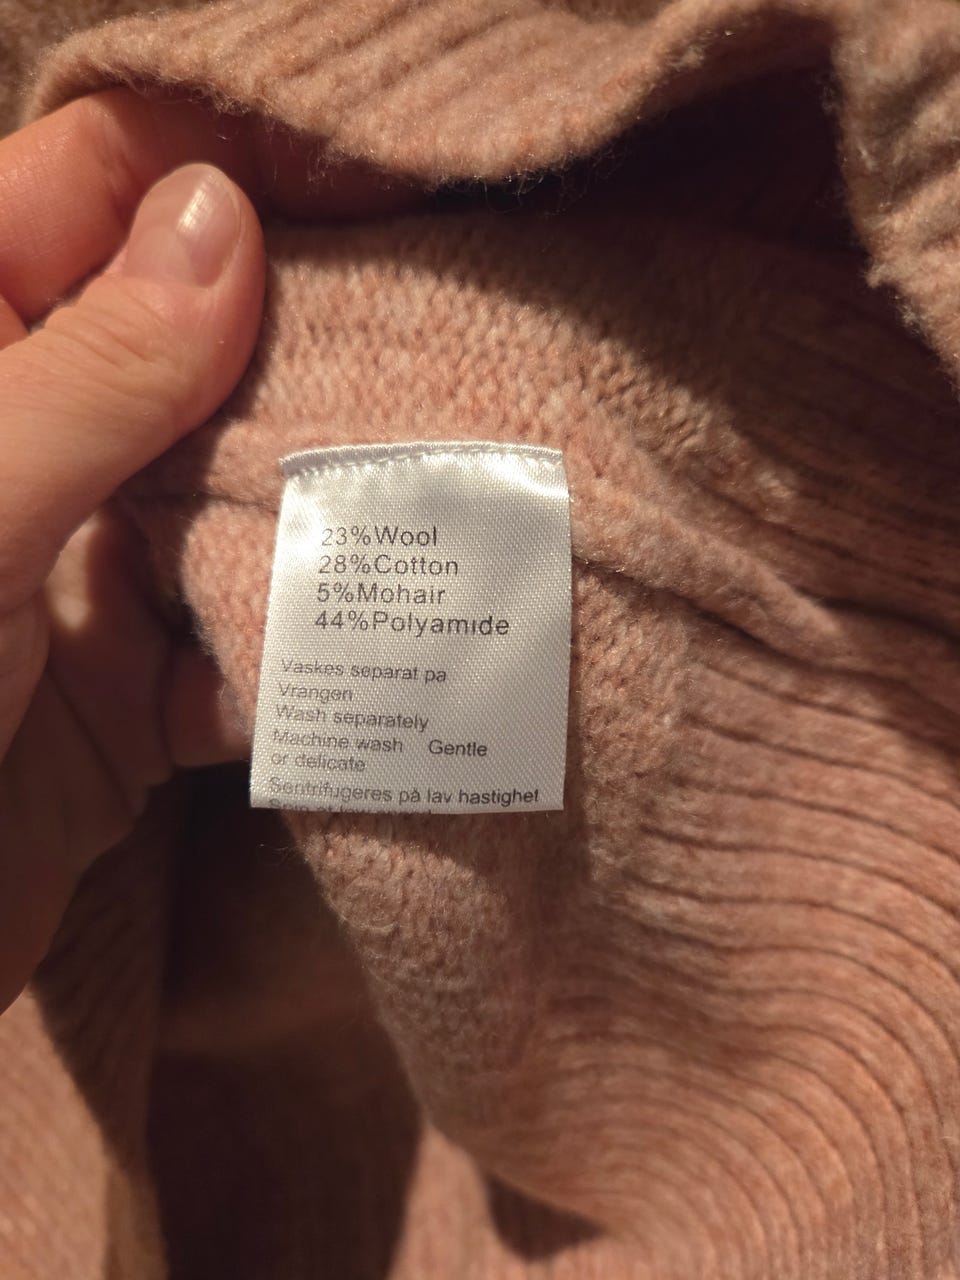 23%Wool
28%Cotton
5%Mohair
44%Polyamide
Vaskes separat pa
Vrangen
Wash separately
Machine wash Gentle
or delicate
Sentrifugeres på lav hastighet